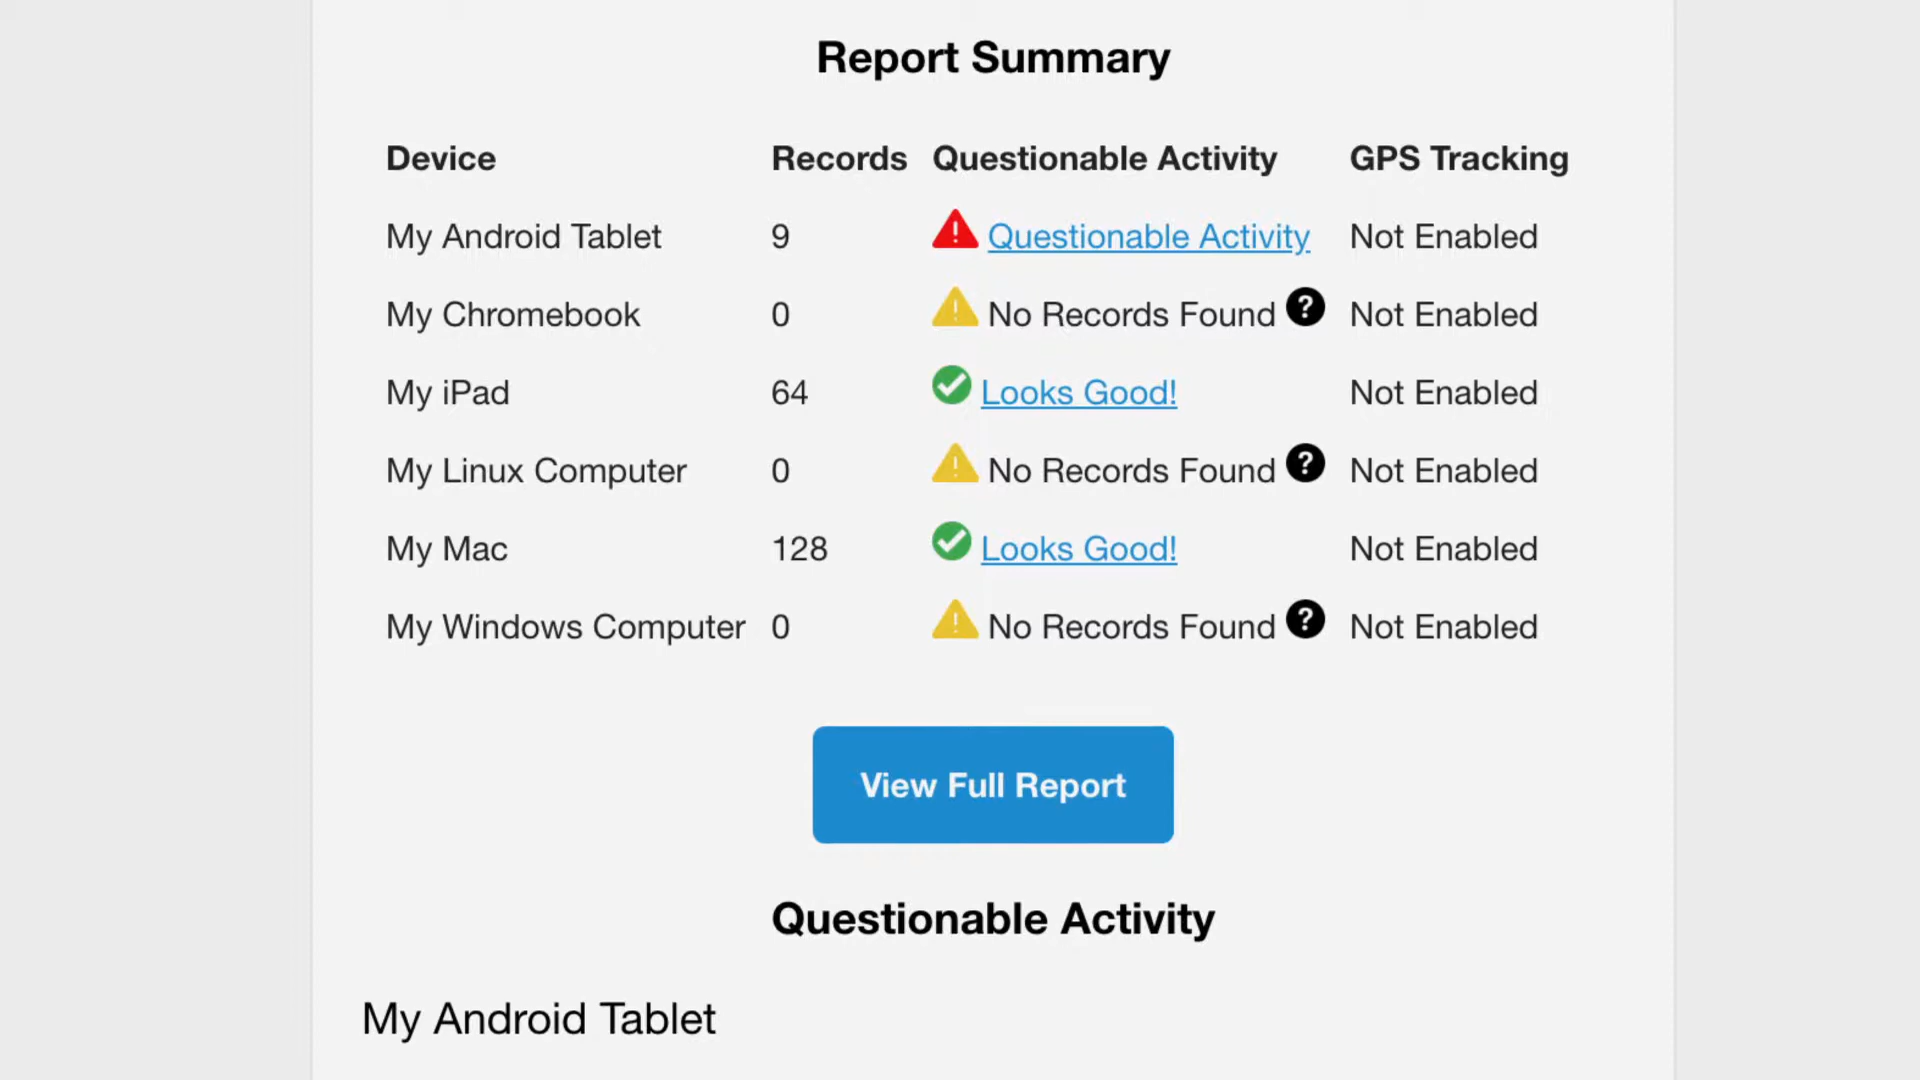 Report Summary
Device Records Questionable Activity GPS Tracking
My Android Tablet 9 Questionable Activity Not Enabled
My Chromebook 0 No Records Found ? Not Enabled
My iPad 64 Looks Good! Not Enabled
My Linux Computer 0 No Records Found ? Not Enabled
My Mac 128 Looks Good! Not Enabled
My Windows Computer 0 No Records Found ? Not Enabled
View Full Report
Questionable Activity
My Android Tablet